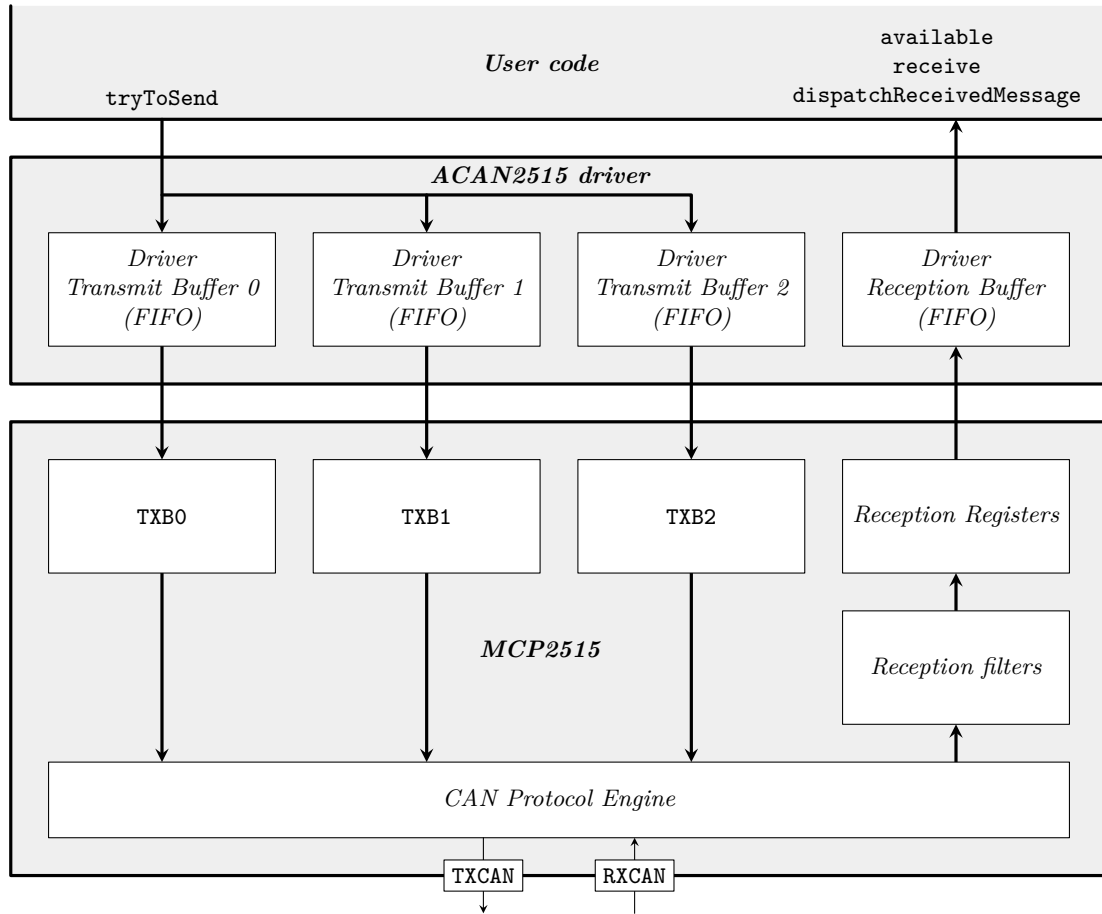 User code
tryToSend
available
receive
dispatchReceivedMessage
ACAN2515 driver
Driver
Transmit Buffer 0
(FIFO)
Driver
Transmit Buffer 1
(FIFO)
Driver
Transmit Buffer 2
(FIFO)
Driver
Reception Buffer
(FIFO)
TXB0
TXB1
TXB2
Reception Registers
MCP2515
Reception filters
CAN Protocol Engine
TXCAN
RXCAN